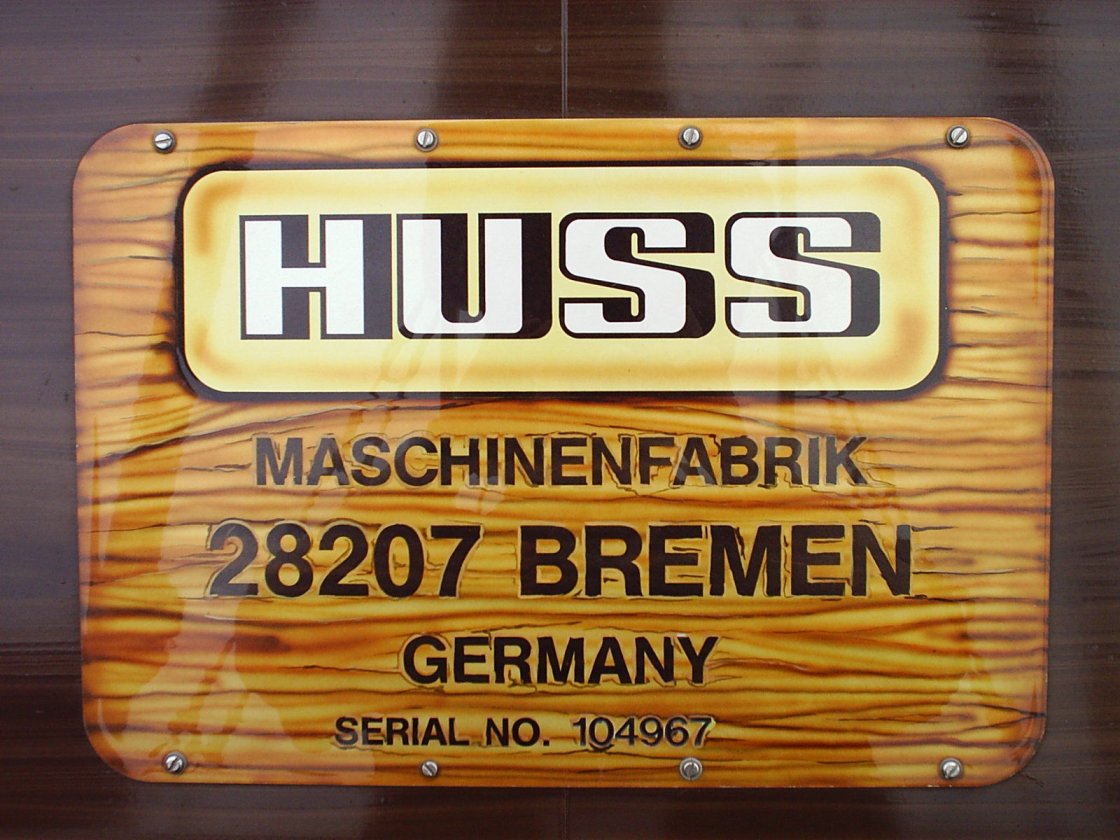 HUSS
MASCHINENFABRIK
28207 BREMEN
GERMANY
SERIAL NO. 104967